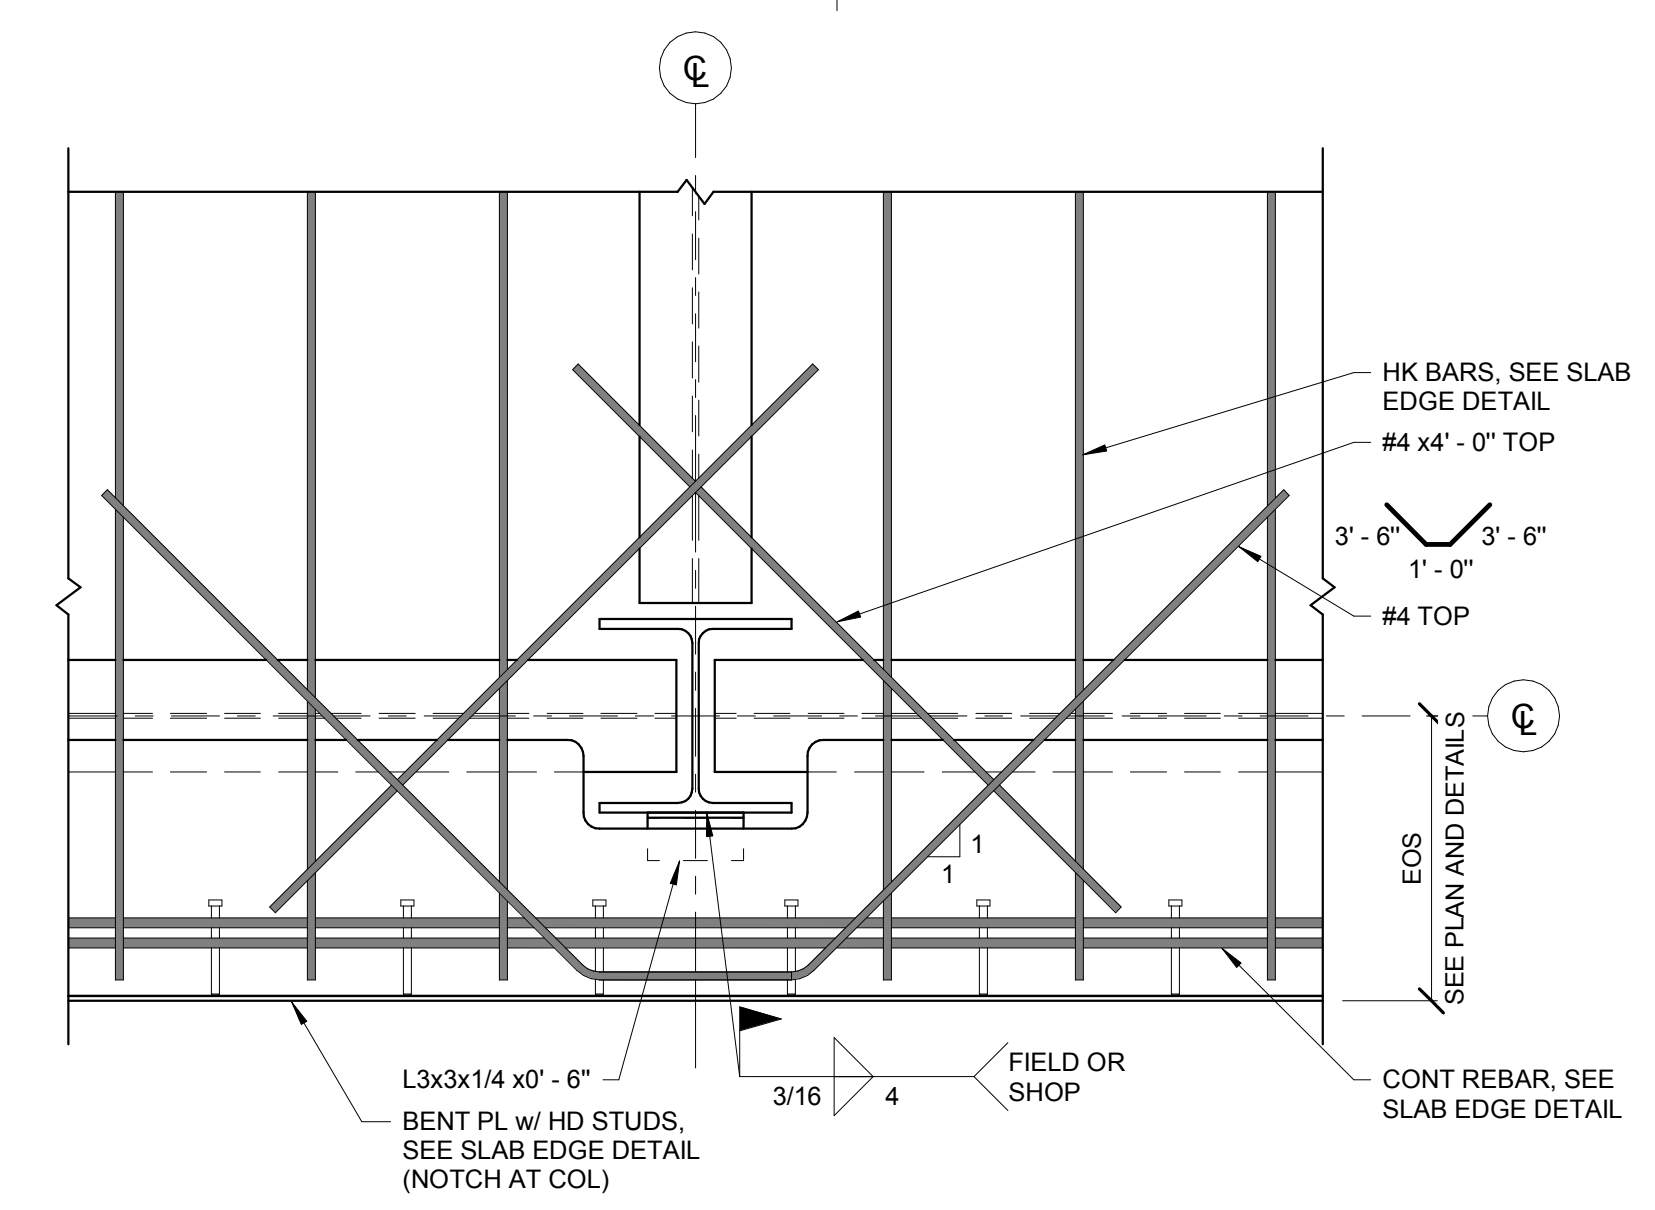 ℄
HK BARS, SEE SLAB
EDGE DETAIL
#4 x4' - 0" TOP
3' - 6"
3' - 6"
1' - 0"
#4 TOP
℄
EOS
SEE PLAN AND DETAILS
1
1
L3x3x1/4 x0' - 6"
BENT PL w/ HD STUDS,
SEE SLAB EDGE DETAIL
(NOTCH AT COL)
3/16
4
FIELD OR
SHOP
CONT REBAR, SEE
SLAB EDGE DETAIL